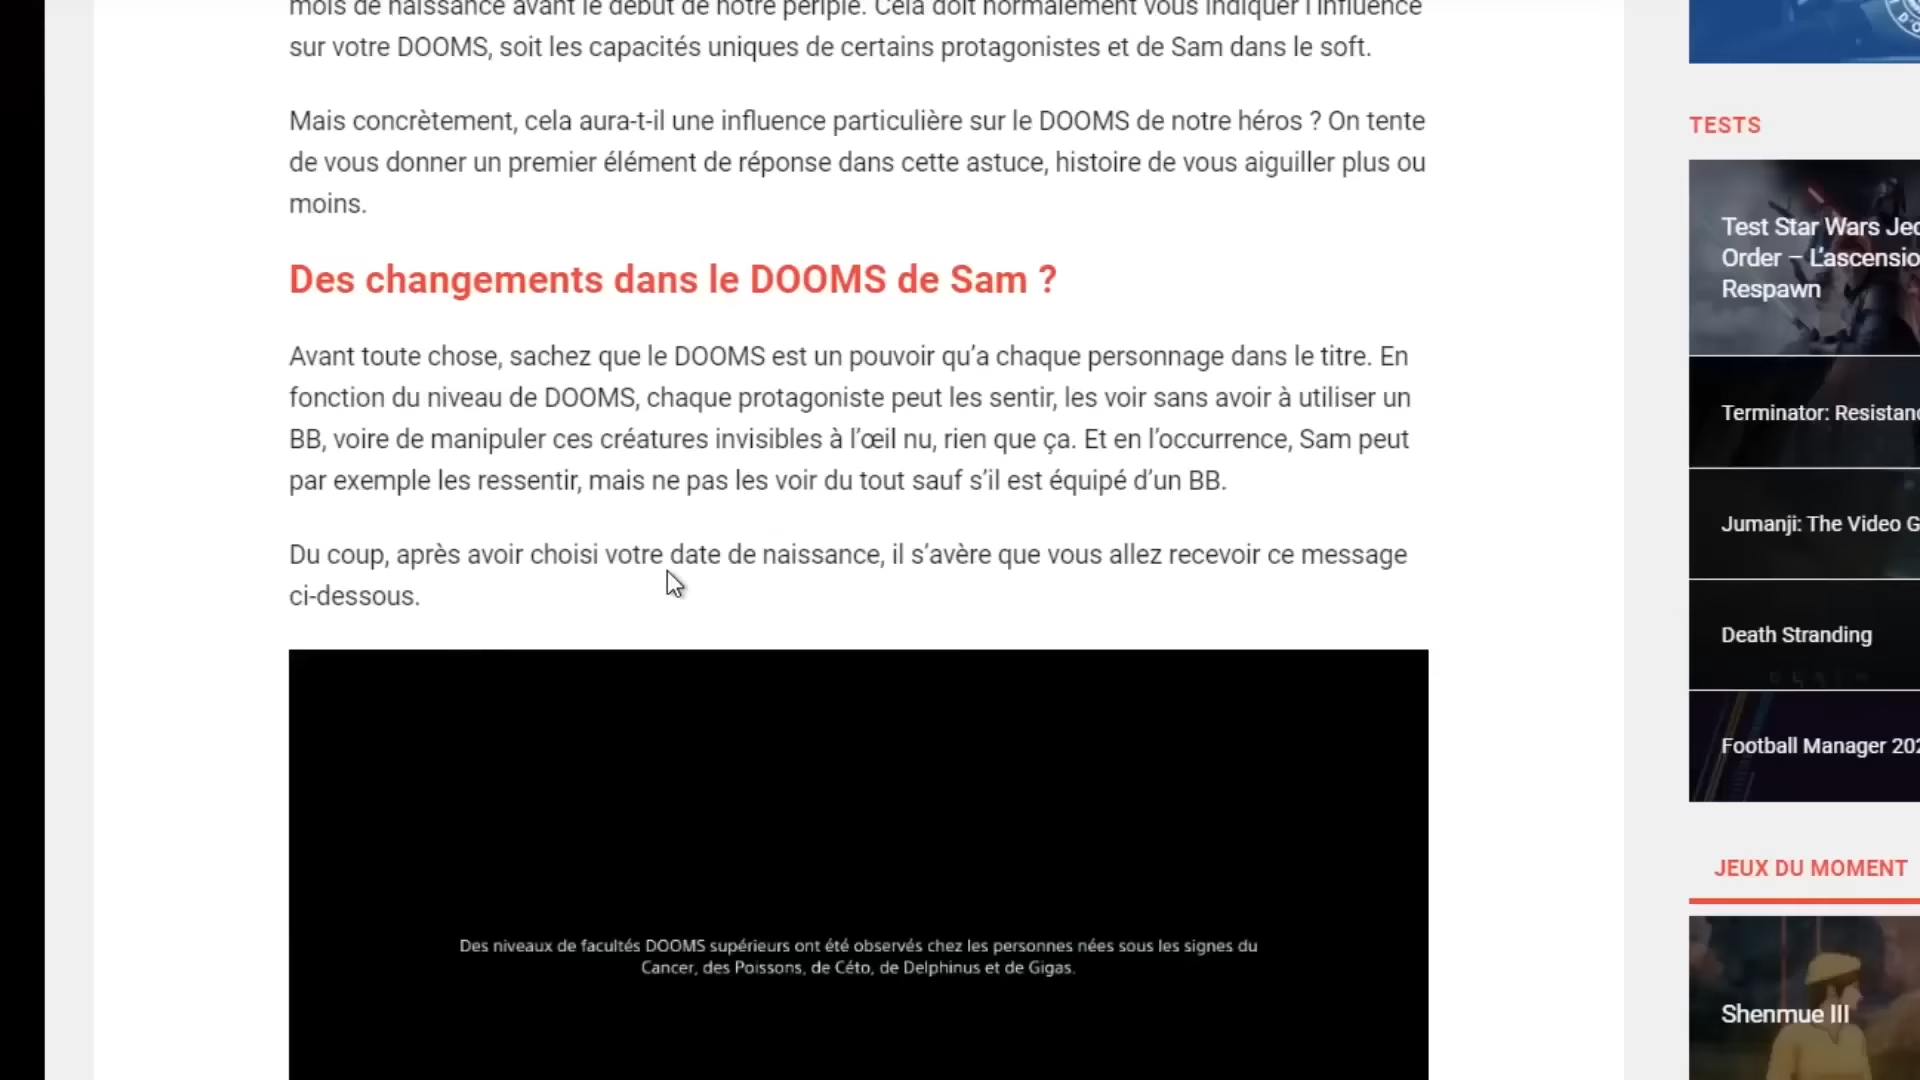 mois de naissance avant le début de notre périple. Cela doit normalement vous indiquer l'influence
sur votre DOOMS, soit les capacités uniques de certains protagonistes et de Sam dans le soft.
Mais concrètement, cela aura-t-il une influence particulière sur le DOOMS de notre héros ? On tente
de vous donner un premier élément de réponse dans cette astuce, histoire de vous aiguiller plus ou
moins.
Des changements dans le DOOMS de Sam ?
Avant toute chose, sachez que le DOOMS est un pouvoir qu’a chaque personnage dans le titre. En
fonction du niveau de DOOMS, chaque protagoniste peut les sentir, les voir sans avoir à utiliser un
BB, voire de manipuler ces créatures invisibles à l’œil nu, rien que ça. Et en l’occurrence, Sam peut
par exemple les ressentir, mais ne pas les voir du tout sauf s’il est équipé d’un BB.
Du coup, après avoir choisi votre date de naissance, il s’avère que vous allez recevoir ce message
ci-dessous.
Des niveaux de facultés DOOMS supérieurs ont été observés chez les personnes nées sous les signes du
Cancer, des Poissons, de Céto, de Delphinus et de Gigas.
TESTS
Test Star Wars Jed
Order – L’ascensio
Respawn
Terminator: Resistanc
Jumanji: The Video G
Death Stranding
Football Manager 202
JEUX DU MOMENT
Shenmue III